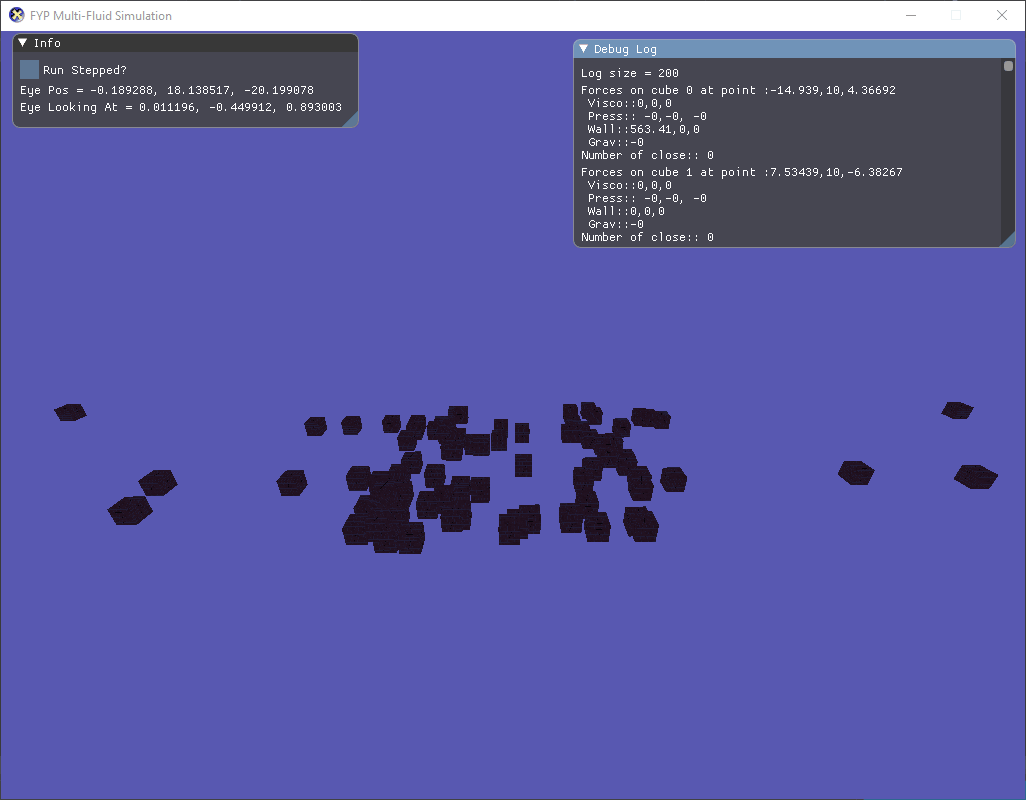 FYP Multi-Fluid Simulation
Info
Run Stepped?
Eye Pos = -0.189288, 18.138517, -20.199078
Eye Looking At = 0.011196, -0.449912, 0.893003
Debug Log
Log size = 200
Forces on cube 0 at point :-14.939,10,4.36692
Visco::0,0,0
Press:: -0,-0, -0
Wall::563.41,0,0
Grav::-0
Number of close:: 0
Forces on cube 1 at point :7.53439,10,-6.38267
Visco::0,0,0
Press:: -0,-0, -0
Wall::0,0,0
Grav::-0
Number of close:: 0